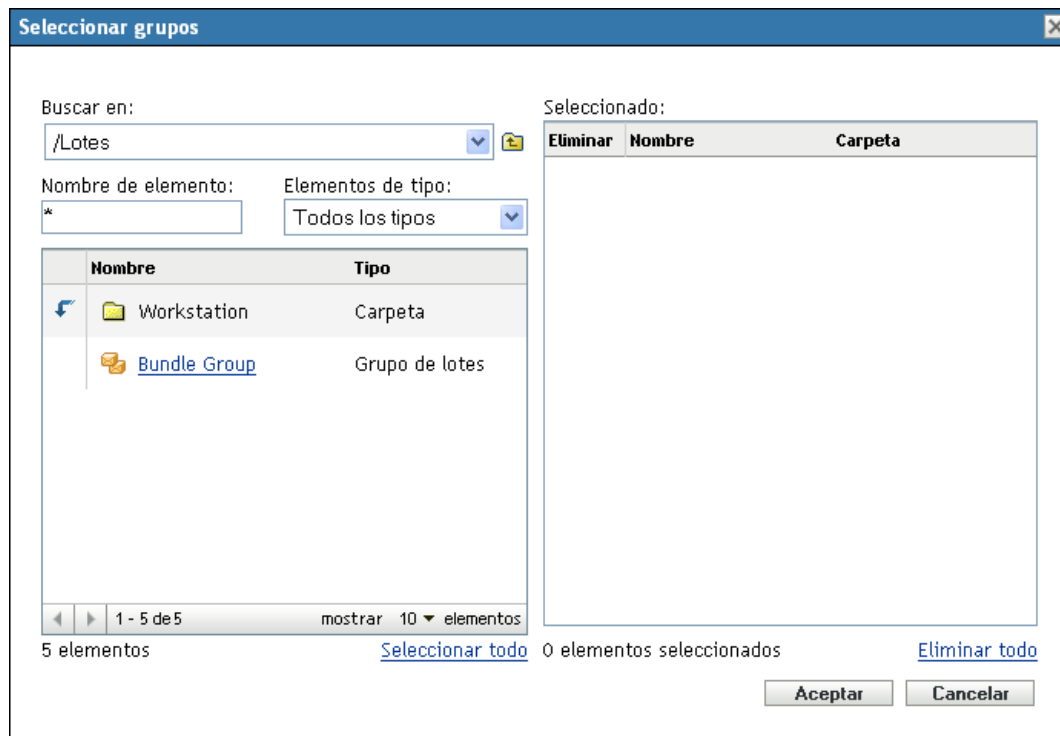 Seleccionar grupos
Buscar en:
/Lotes
Nombre de elemento:
Elementos de tipo:
*
Todos los tipos
Nombre
Tipo
Workstation
Carpeta
Bundle Group
Grupo de lotes
1 - 5 de 5
mostrar 10 elementos
5 elementos
Seleccionar todo
Seleccionado:
Eliminar
Nombre
Carpeta
0 elementos seleccionados
Eliminar todo
Aceptar
Cancelar